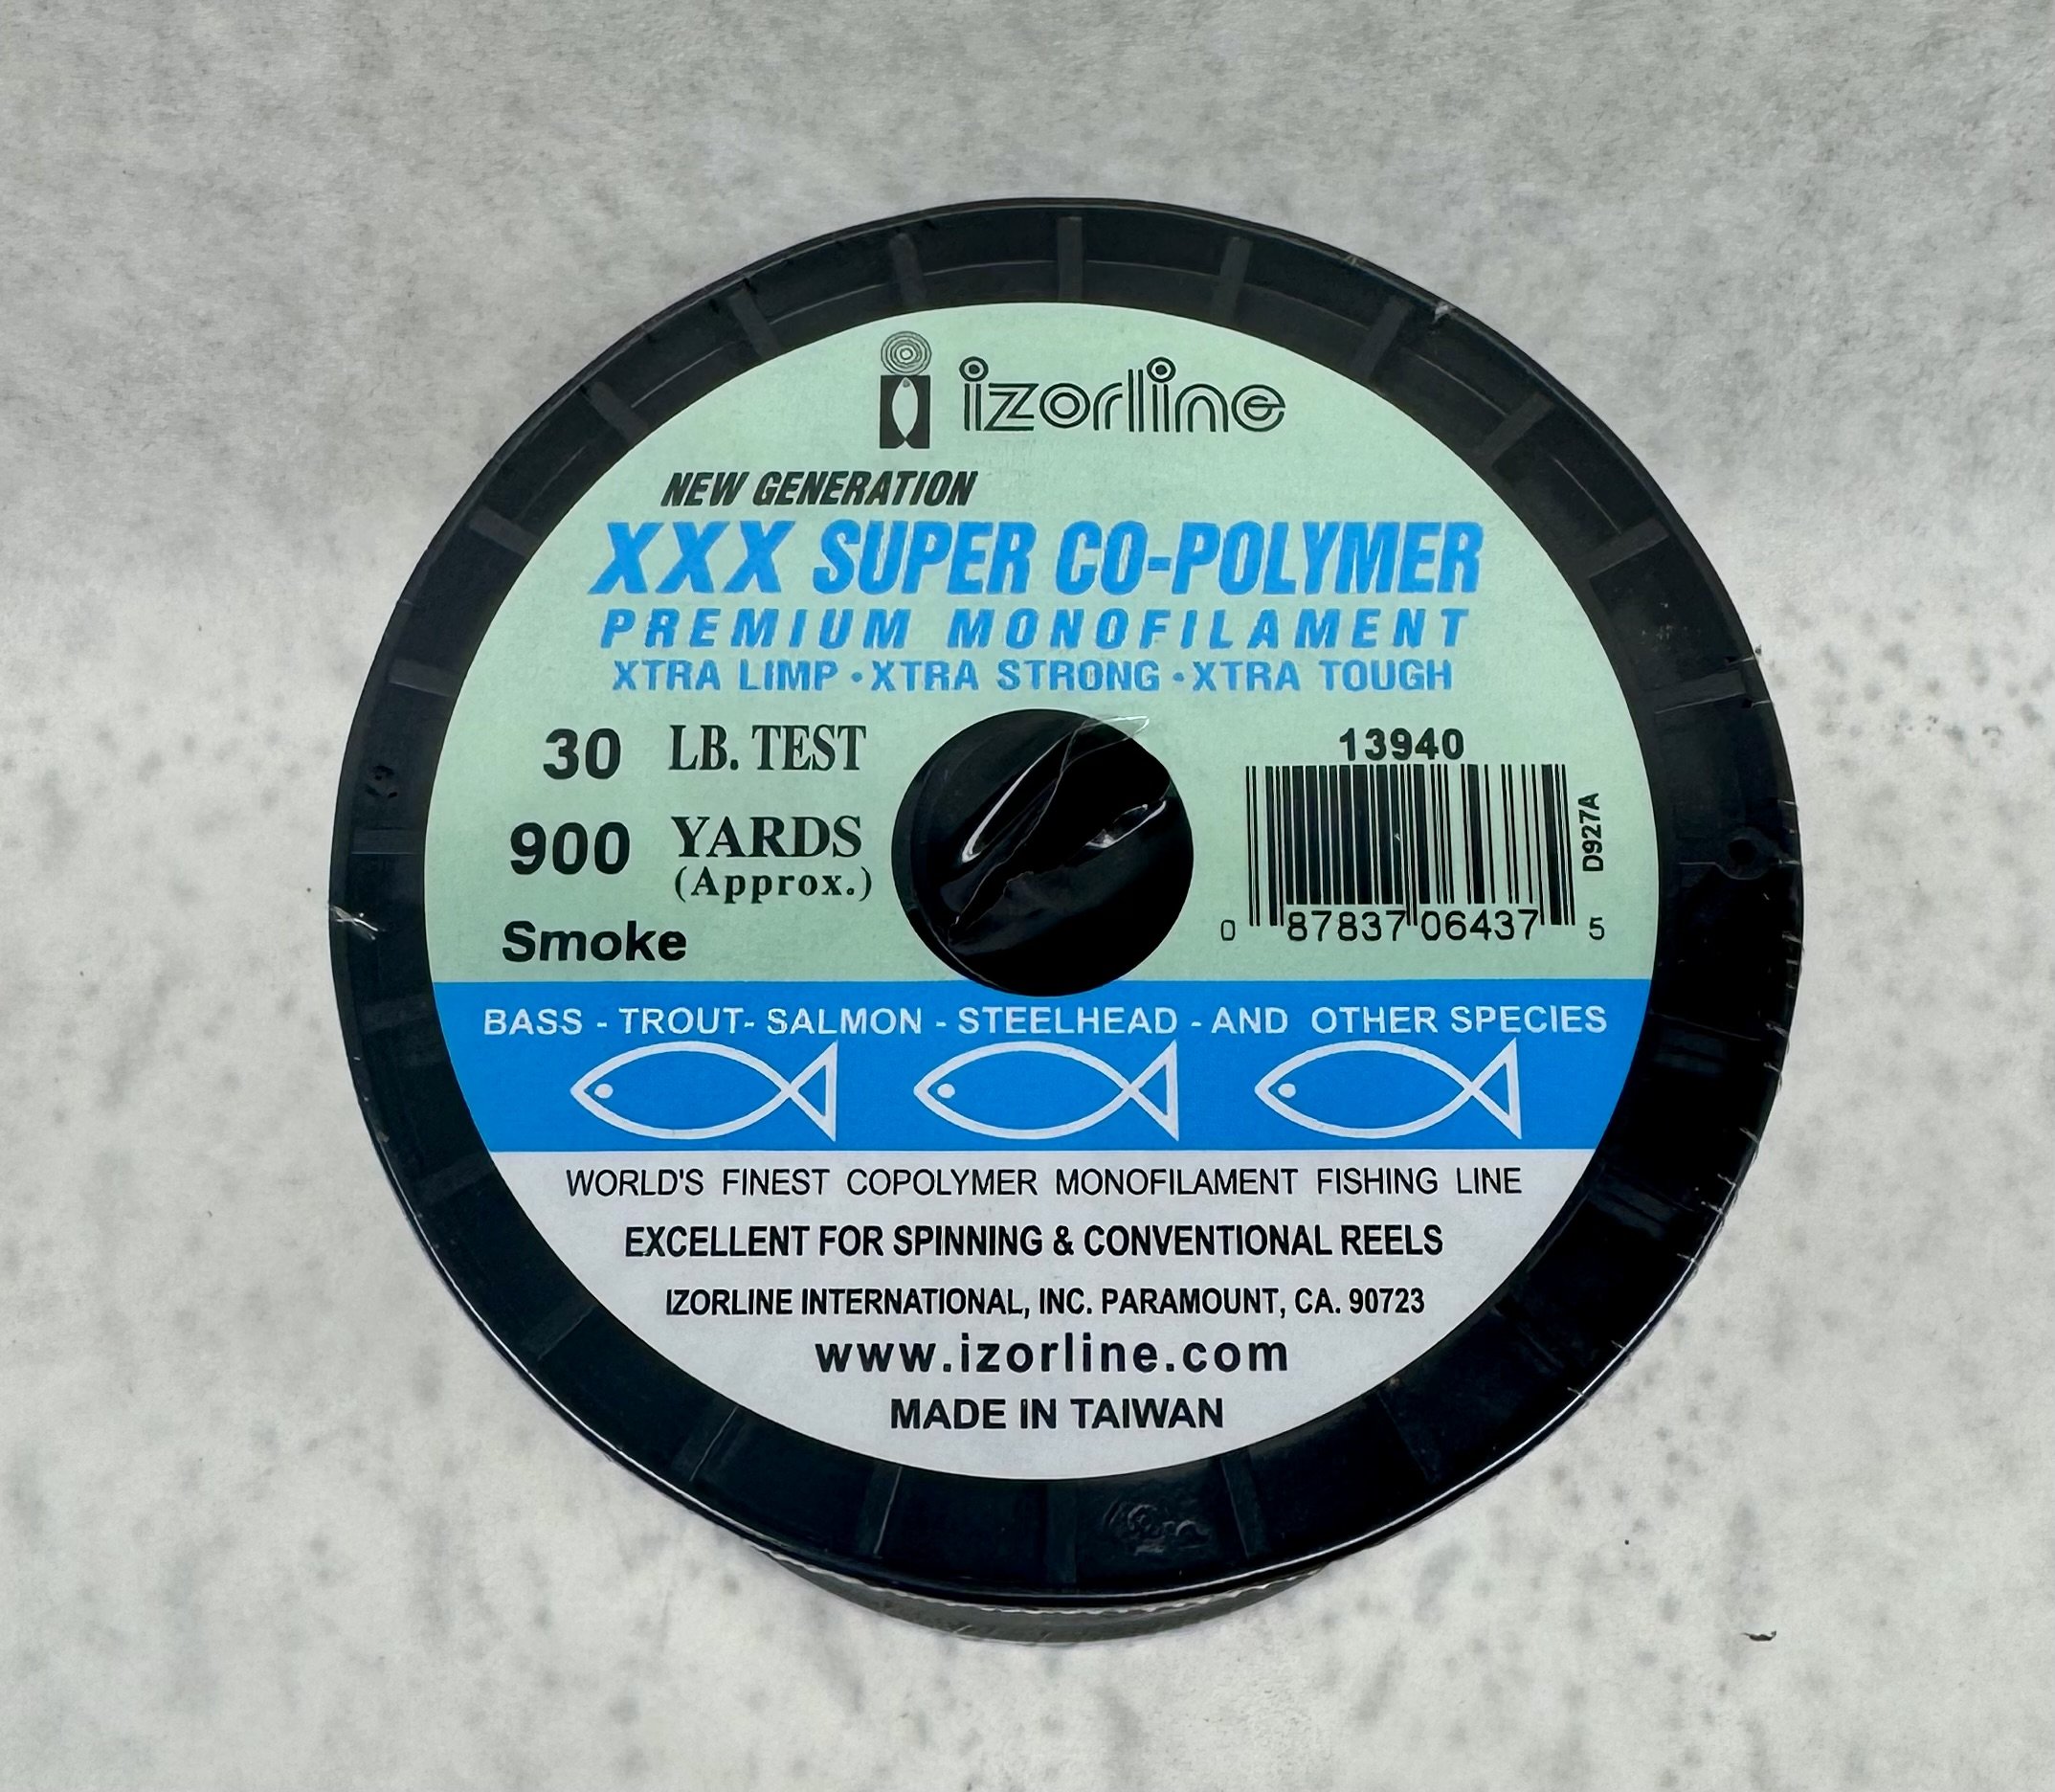 izorline
NEW GENERATION
XXX SUPER CO-POLYMER
PREMIUM MONOFILAMENT
XTRA LIMP • XTRA STRONG • XTRA TOUGH
30 LB. TEST
900 YARDS
(Approx.)
Smoke
13940
D927A
0 87837 06437 5
BASS - TROUT- SALMON - STEELHEAD - AND OTHER SPECIES
WORLD'S FINEST COPOLYMER MONOFILAMENT FISHING LINE
EXCELLENT FOR SPINNING & CONVENTIONAL REELS
IZORLINE INTERNATIONAL, INC. PARAMOUNT, CA. 90723
www.izorline.com
MADE IN TAIWAN